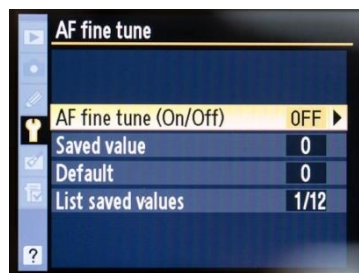 AF fine tune
AF fine tune (On/Off) OFF
Saved value 0
Default 0
List saved values 1/12
?